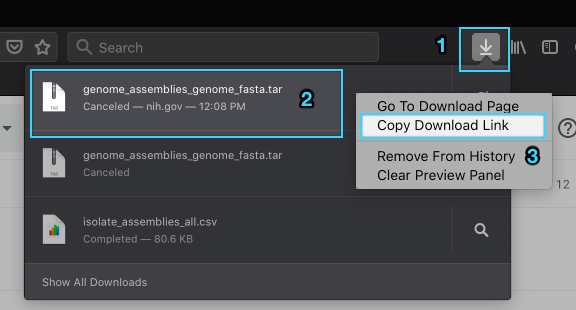 Search
1
genome_assemblies_genome_fasta.tar
Canceled — nih.gov — 12:08 PM
2
TAR
Go To Download Page
Copy Download Link
Remove From History
3
Clear Preview Panel
genome_assemblies_genome_fasta.tar
Canceled
TAR
12
isolate_assemblies_all.csv
Completed — 80.6 KB
Show All Downloads